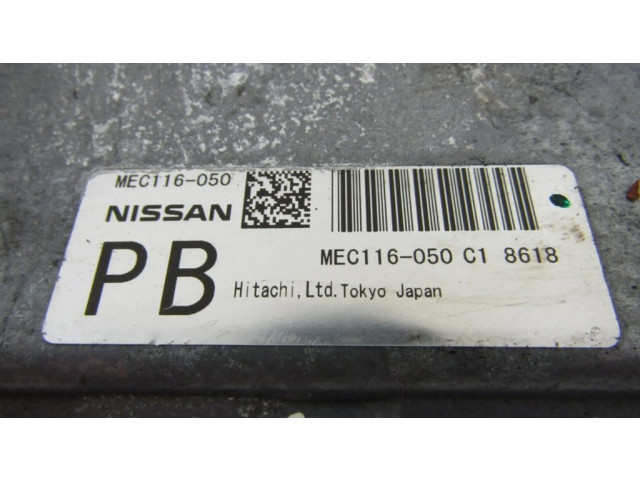 MEC116-050
NISSAN
PB
MEC116-050 C1 8618
Hitachi,Ltd.Tokyo Japan